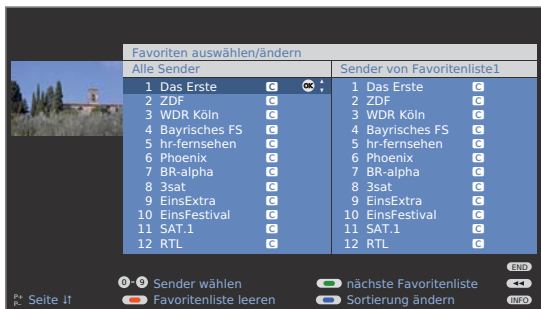 Favoriten auswählen/ändern
Alle Sender
Sender von Favoritenliste1
1 Das Erste C OK
2 ZDF C
3 WDR Köln C
4 Bayrisches FS C
5 hr-fernsehen C
6 Phoenix C
7 BR-alpha C
8 3sat C
9 EinsExtra C
10 EinsFestival C
11 SAT.1 C
12 RTL C
1 Das Erste C
2 ZDF C
3 WDR Köln C
4 Bayrisches FS C
5 hr-fernsehen C
6 Phoenix C
7 BR-alpha C
8 3sat C
9 EinsExtra C
10 EinsFestival C
11 SAT.1 C
12 RTL C
END
0-9 Sender wählen
nächste Favoritenliste
P+ P- Seite
Favoritenliste leeren
Sortierung ändern
INFO